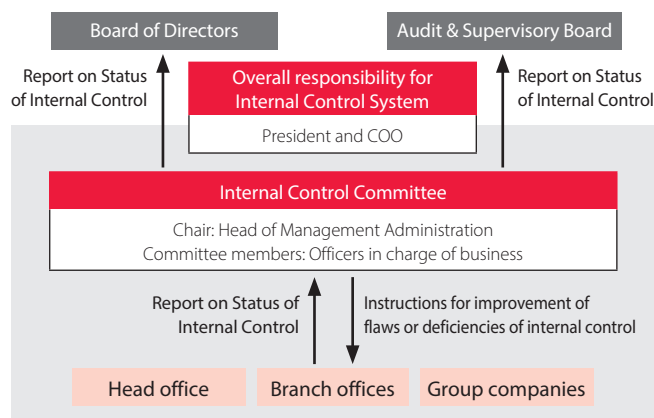 Board of Directors
Audit & Supervisory Board
Report on Status
of Internal Control
Overall responsibility for
Internal Control System
President and COO
Report on Status
of Internal Control
Internal Control Committee
Chair: Head of Management Administration
Committee members: Officers in charge of business
Report on Status of
Internal Control
Instructions for improvement of
flaws or deficiencies of internal control
Head office
Branch offices
Group companies